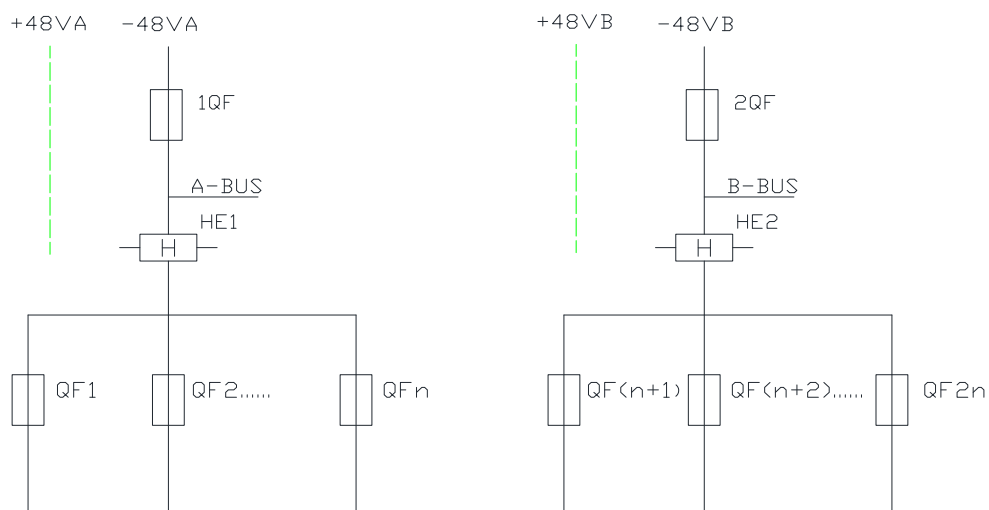 +48VA -48VA
+48VB -48VB
1QF
2QF
A-BUS
B-BUS
HE1
HE2
H
H
QF1 QF2...... QFn
QF(n+1) QF(n+2)...... QF2n